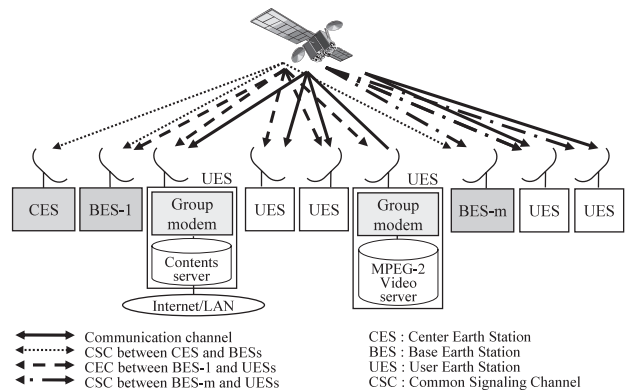 UES
UES
CES
BES-1
Group
modem
UES
UES
Group
modem
BES-m
UES
UES
Contents
server
MPEG-2
Video
server
Internet/LAN
Communication channel
CSC between CES and BESs
CEC between BES-1 and UESs
CSC between BES-m and UESs
CES : Center Earth Station
BES : Base Earth Station
UES : User Earth Station
CSC : Common Signaling Channel